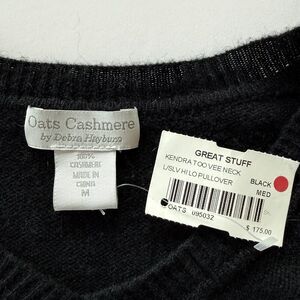 Oats Cashmere
by Debra Hayburn
100%
CASHMERE
MADE IN
CHINA
M
GREAT STUFF
KENDRA TOO VEE NECK
L/SLV HI LO PULLOVER
BLACK
MED
OATS 095032
$ 175.00